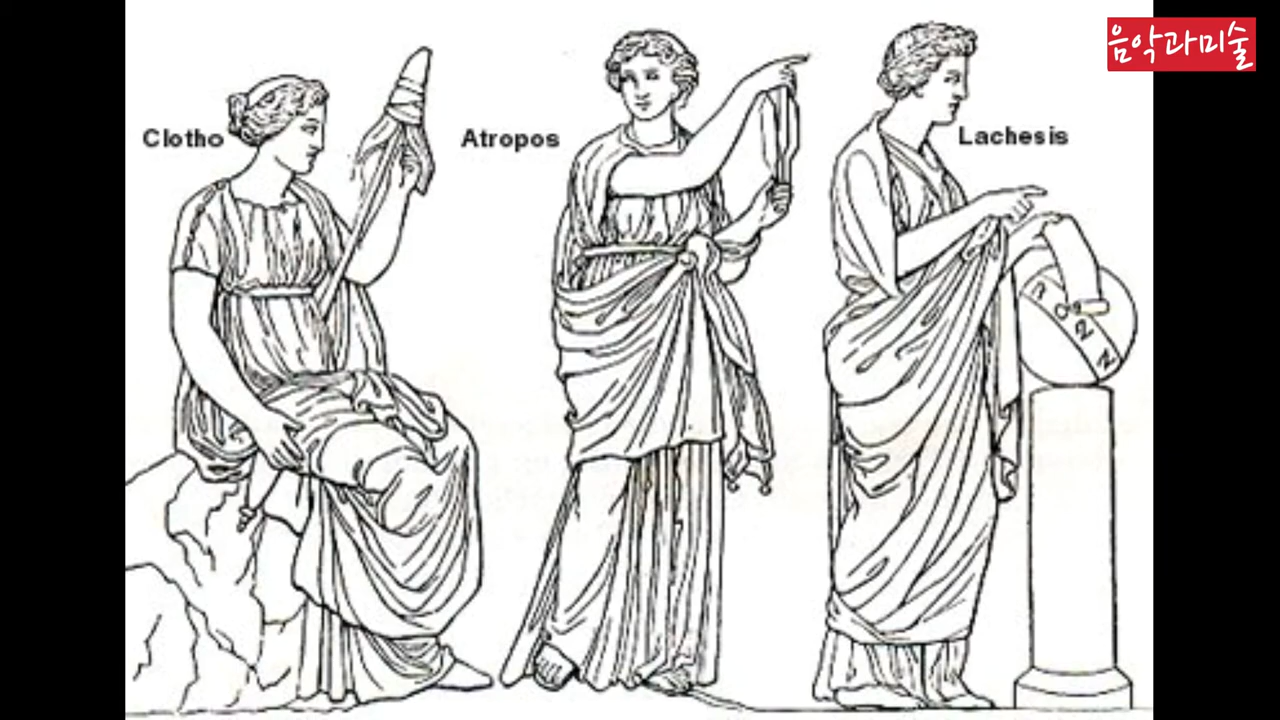 음악과미술
Clotho
Atropos
Lachesis